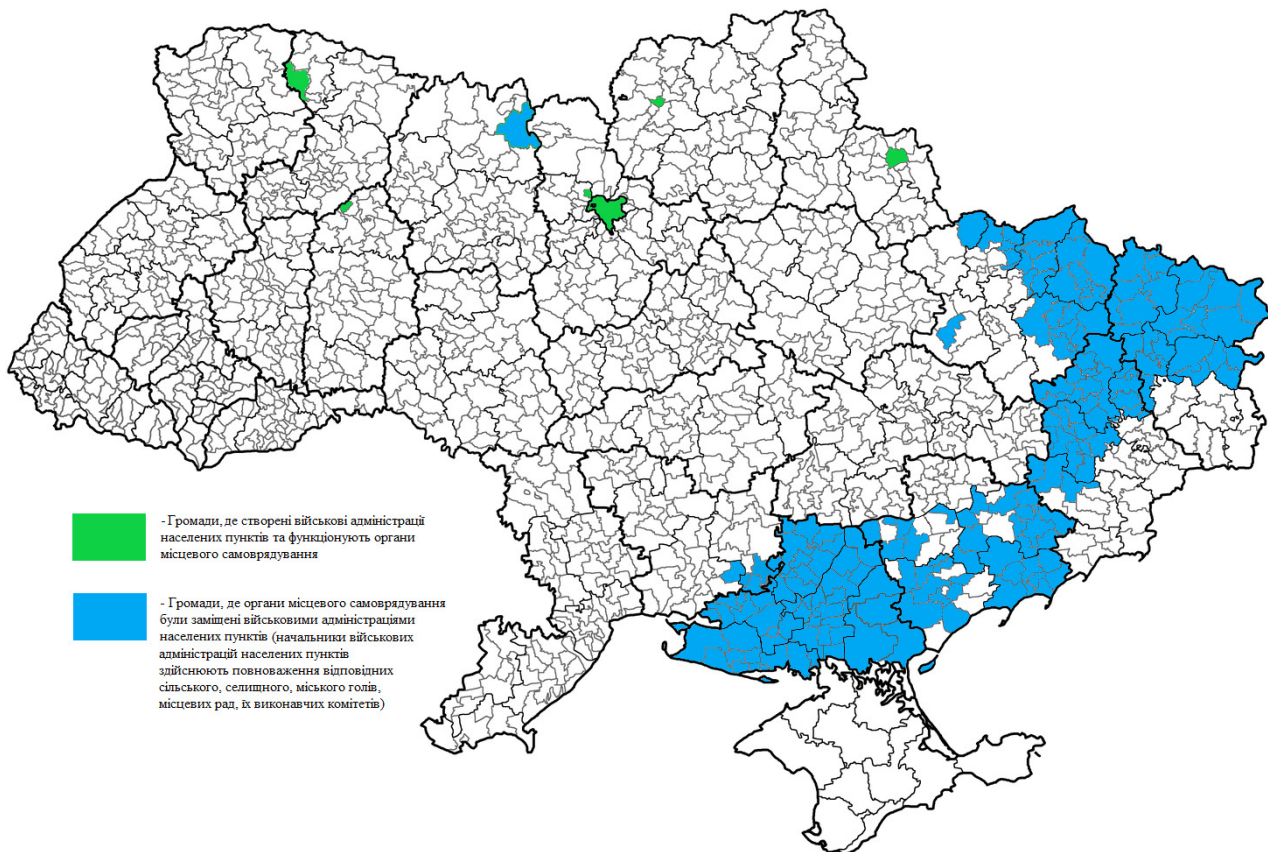 - Громади, де створені військові адміністрації
населених пунктів та функціонують органи
місцевого самоврядування
- Громади, де органи місцевого самоврядування
були заміщені військовими адміністраціями
населених пунктів (начальники військових
адміністрацій населених пунктів
здійснюють повноваження відповідних
сільського, селищного, міського голів,
місцевих рад, їх виконавчих комітетів)